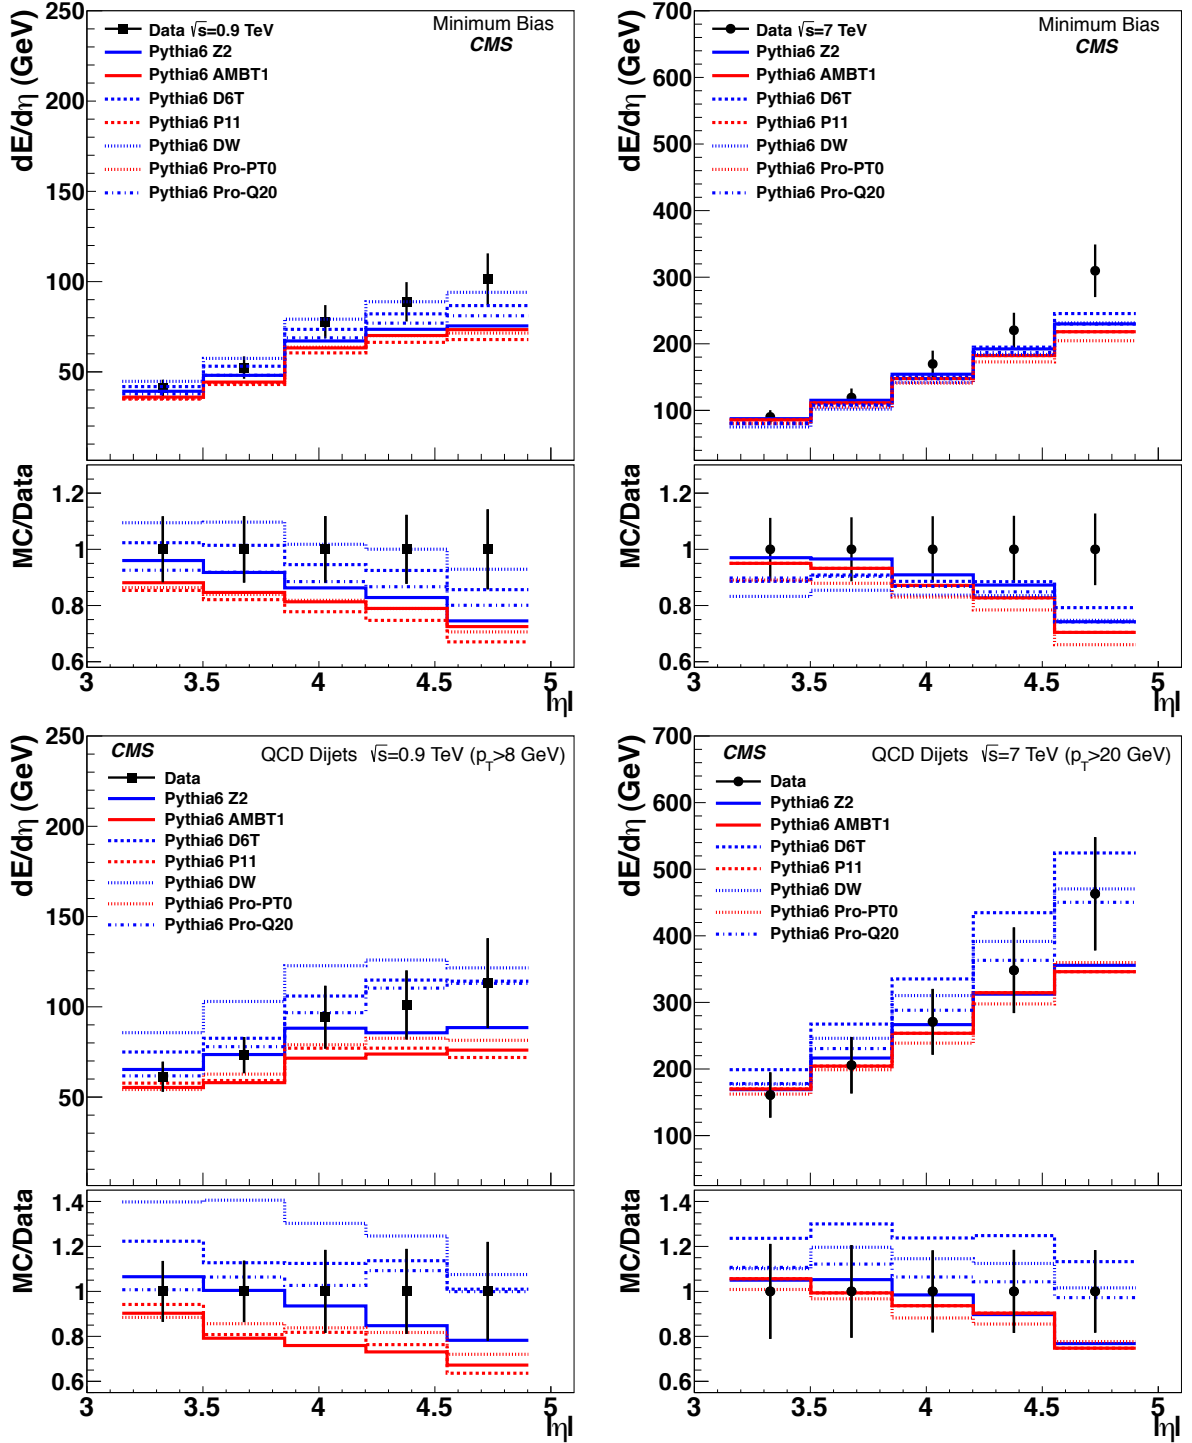 Minimum Bias
CMS
Data √s=0.9 TeV
Pythia6 Z2
Pythia6 AMBT1
Pythia6 D6T
Pythia6 P11
Pythia6 DW
Pythia6 Pro-PT0
Pythia6 Pro-Q20
dE/dη (GeV)
250
200
150
100
50
MC/Data
1.2
1
0.8
0.6
3
3.5
4
4.5
5
|η|
Minimum Bias
CMS
Data √s=7 TeV
Pythia6 Z2
Pythia6 AMBT1
Pythia6 D6T
Pythia6 P11
Pythia6 DW
Pythia6 Pro-PT0
Pythia6 Pro-Q20
dE/dη (GeV)
700
600
500
400
300
200
100
MC/Data
1.2
1
0.8
0.6
3
3.5
4
4.5
5
|η|
CMS
QCD Dijets √s=0.9 TeV (p_T>8 GeV)
Data
Pythia6 Z2
Pythia6 AMBT1
Pythia6 D6T
Pythia6 P11
Pythia6 DW
Pythia6 Pro-PT0
Pythia6 Pro-Q20
dE/dη (GeV)
250
200
150
100
50
MC/Data
1.4
1.2
1
0.8
0.6
3
3.5
4
4.5
5
|η|
CMS
QCD Dijets √s=7 TeV (p_T>20 GeV)
Data
Pythia6 Z2
Pythia6 AMBT1
Pythia6 D6T
Pythia6 P11
Pythia6 DW
Pythia6 Pro-PT0
Pythia6 Pro-Q20
dE/dη (GeV)
700
600
500
400
300
200
100
MC/Data
1.4
1.2
1
0.8
0.6
3
3.5
4
4.5
5
|η|